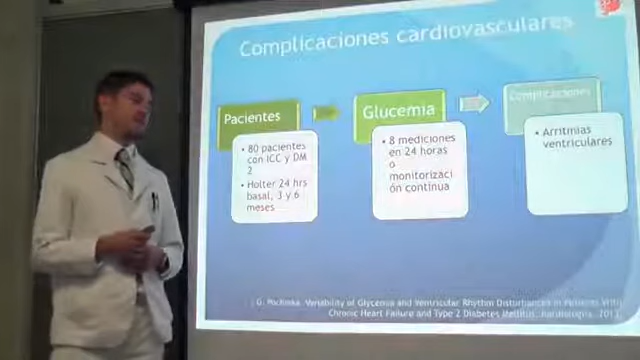 Complicaciones cardiovasculares
Pacientes
• 80 pacientes
con ICC y DM
2
• Holter 24 hrs
basal, 3 y 6
meses
Glucemia
• 8 mediciones
en 24 horas
o
monitorizaci
ón continua
Complicaciones
• Arritmias
ventriculares
G. Pochinka. Variability of Glycemia and Ventricular Rhythm Disturbances in Patients With
Chronic Heart Failure and Type 2 Diabetes Mellitus.